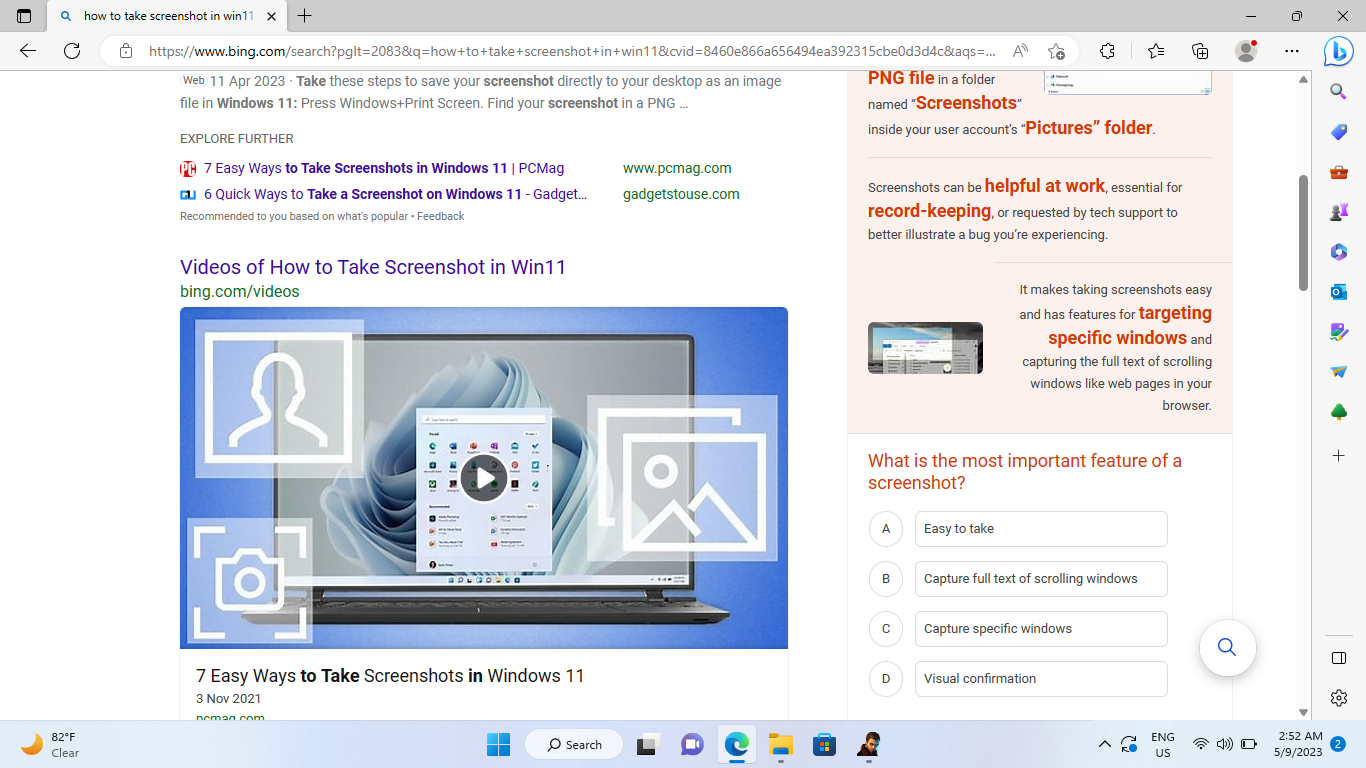 how to take screenshot in win11
https://www.bing.com/search?pglt=2083&q=how+to+take+screenshot+in+win11&cvid=8460e866a656494ea392315cbe0d3d4c&aqs=...
Web 11 Apr 2023 · Take these steps to save your screenshot directly to your desktop as an image
file in Windows 11: Press Windows+Print Screen. Find your screenshot in a PNG ...
EXPLORE FURTHER
7 Easy Ways to Take Screenshots in Windows 11 | PCMag www.pcmag.com
6 Quick Ways to Take a Screenshot on Windows 11 - Gadget... gadgetstouse.com
Recommended to you based on what's popular • Feedback
Videos of How to Take Screenshot in Win11
bing.com/videos
7 Easy Ways to Take Screenshots in Windows 11
3 Nov 2021
pcmag.com
PNG file in a folder
named “Screenshots”
inside your user account’s “Pictures” folder.
Screenshots can be helpful at work, essential for
record-keeping, or requested by tech support to
better illustrate a bug you’re experiencing.
It makes taking screenshots easy
and has features for targeting
specific windows and
capturing the full text of scrolling
windows like web pages in your
browser.
What is the most important feature of a
screenshot?
A Easy to take
B Capture full text of scrolling windows
C Capture specific windows
D Visual confirmation
82°F
Clear
Search
ENG
US
2:52 AM
5/9/2023
2